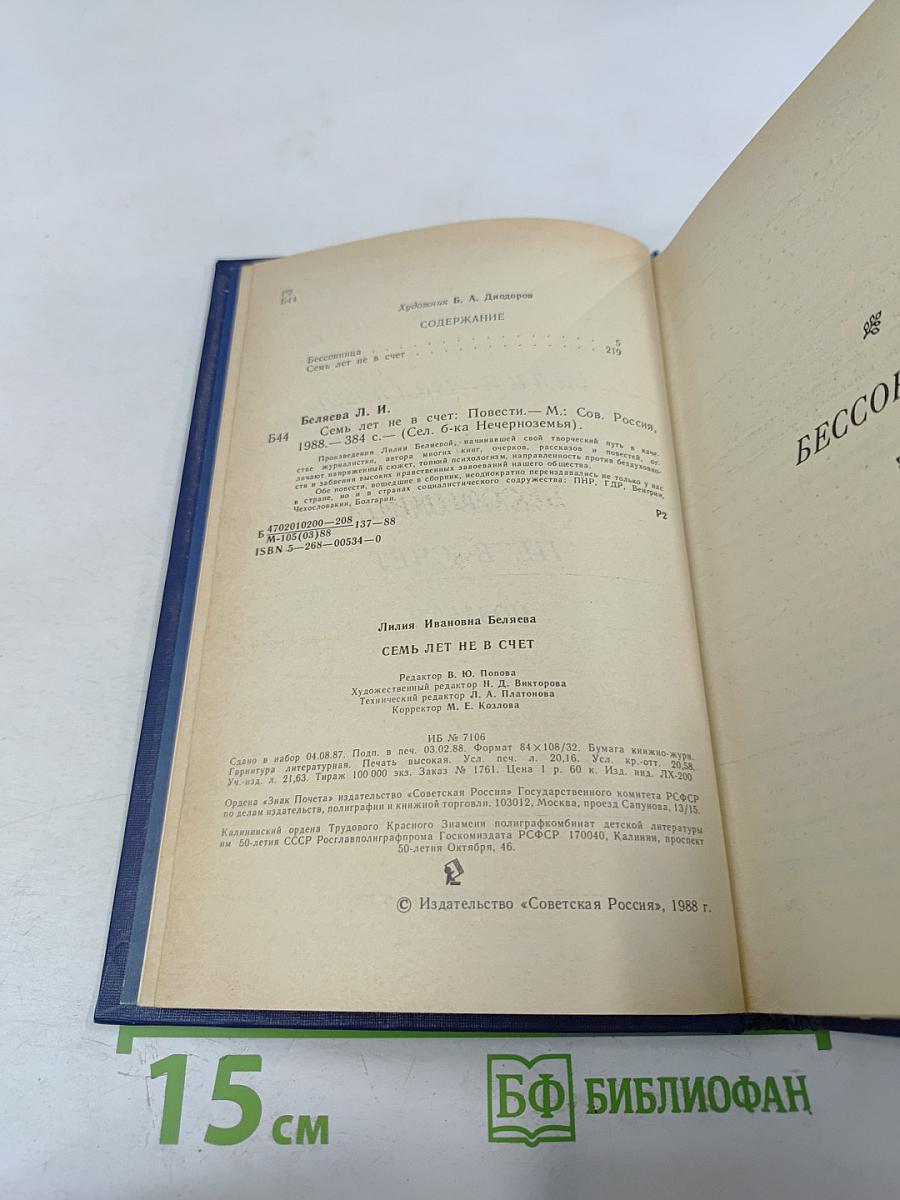 Р2
Б44
Художник Б. А. Диодоров
СОДЕРЖАНИЕ
Бессонница . . . . . . . . . . . . . . . . 5
Семь лет не в счет . . . . . . . . . . . . . 219
Беляева Л. И.
Б44 Семь лет не в счет: Повести.— М.: Сов. Россия,
1988.— 384 с.— (Сел. б-ка Нечерноземья).
Произведения Лилии Беляевой, начинавшей свой творческий путь в каче-
стве журналистки, автора многих книг, очерков, рассказов и повестей, от-
личают напряженный сюжет, тонкий психологизм, направленность против бездуховно-
сти и забвения высоких нравственных завоеваний нашего общества.
Обе повести, вошедшие в сборник, неоднократно переиздавались не только у нас
в стране, но и в странах социалистического содружества: ПНР, ГДР, Венгрии,
Чехословакии, Болгарии.
Б 4702010200—208
М-105(03)88 137—88
Р2
ISBN 5—268—00534—0
Лилия Ивановна Беляева
СЕМЬ ЛЕТ НЕ В СЧЕТ
Редактор В. Ю. Попова
Художественный редактор Н. Д. Викторова
Технический редактор Л. А. Платонова
Корректор М. Е. Козлова
ИБ № 7106
Сдано в набор 04.08.87. Подп. в печ. 03.02.88. Формат 84×108/32. Бумага книжно-журн.
Гарнитура литературная. Печать высокая. Усл. печ. л. 20,16. Усл. кр.-отт. 20,58.
Уч.-изд. л. 21,63. Тираж 100 000 экз. Заказ № 1761. Цена 1 р. 60 к. Изд. инд. ЛХ-200
Ордена «Знак Почета» издательство «Советская Россия» Государственного комитета РСФСР
по делам издательств, полиграфии и книжной торговли. 103012, Москва, проезд Сапунова, 13/15.
Калининский ордена Трудового Красного Знамени полиграфкомбинат детской литературы
им 50-летия СССР Росглавполиграфпрома Госкомиздата РСФСР. 170040, Калинин, проспект
50-летия Октября, 46.
© Издательство «Советская Россия», 1988 г.
БЕССОН
15 см
БФ БИБЛИОФАН